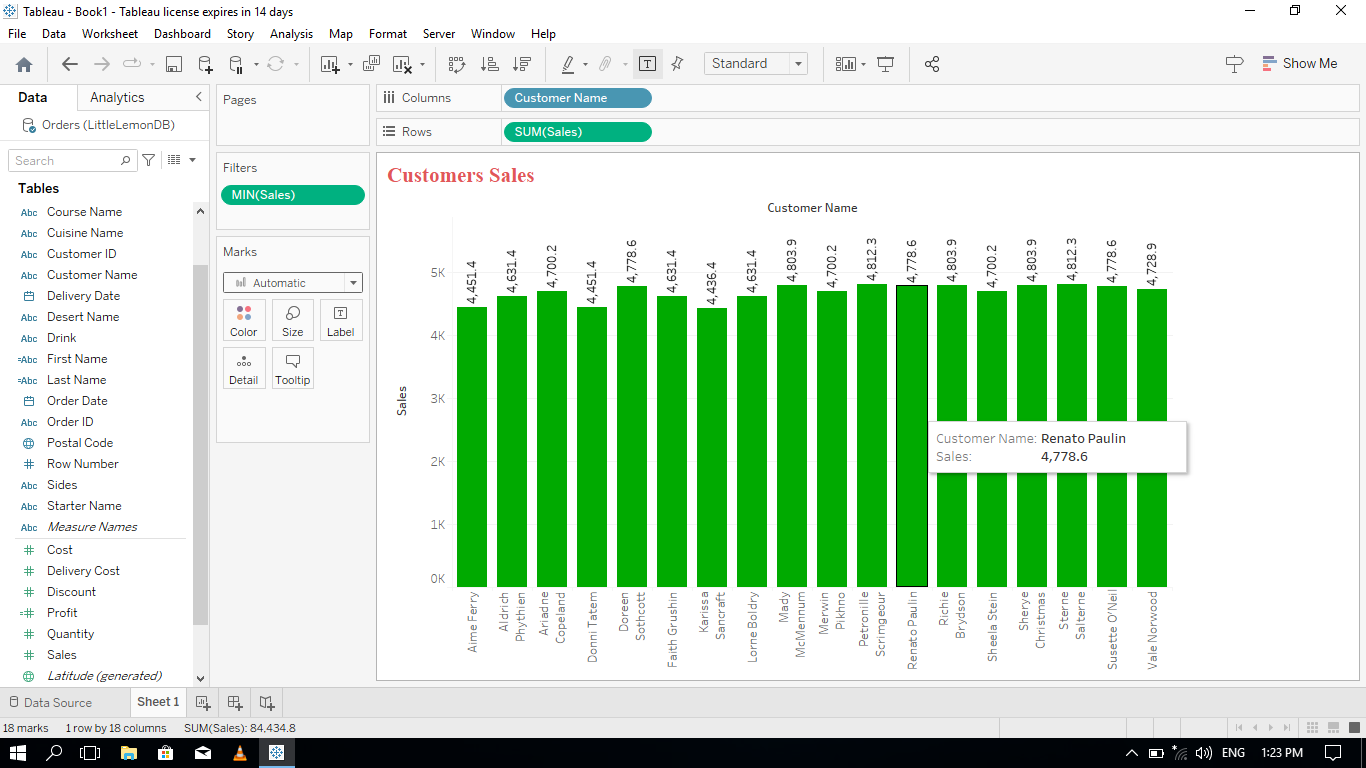 Tableau - Book1 - Tableau license expires in 14 days
File Data Worksheet Dashboard Story Analysis Map Format Server Window Help
Standard
Show Me
Data Analytics
Orders (LittleLemonDB)
Search
Tables
Abc Course Name
Abc Cuisine Name
Abc Customer ID
Abc Customer Name
Delivery Date
Abc Desert Name
Abc Drink
=Abc First Name
=Abc Last Name
Order Date
Abc Order ID
Postal Code
# Row Number
Abc Sides
Abc Starter Name
Abc Measure Names
# Cost
# Delivery Cost
# Discount
=# Profit
# Quantity
# Sales
Latitude (generated)
Pages
Filters
MIN(Sales)
Marks
Automatic
Color Size Label
Detail Tooltip
Columns Customer Name
Rows SUM(Sales)
Customers Sales
Customer Name
4,451.4 4,631.4 4,700.2 4,451.4 4,778.6 4,631.4 4,436.4 4,631.4 4,803.9 4,700.2 4,812.3 4,778.6 4,803.9 4,700.2 4,803.9 4,812.3 4,778.6 4,728.9
5K
4K
3K
2K
1K
0K
Sales
Customer Name: Renato Paulin
Sales: 4,778.6
Aime Ferry
Aldrich
Phythien
Ariadne
Copeland
Donni Tatem
Doreen
Sothcott
Faith Grushin
Karissa
Sancraft
Lorne Boldry
Mady
McMennum
Merwin
Pikhno
Petronille
Scrimgeour
Renato Paulin
Richie
Brydson
Sheela Stein
Sherye
Christmas
Sterne
Salterne
Susette O'Neil
Vale Norwood
Data Source Sheet 1
18 marks 1 row by 18 columns SUM(Sales): 84,434.8
ENG 1:23 PM